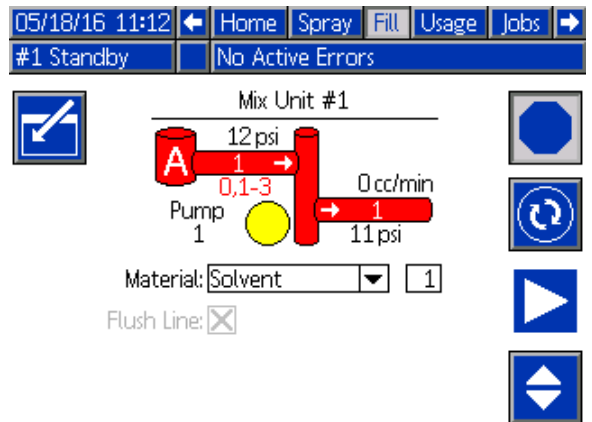 05/18/16 11:12 Home Spray Fill Usage Jobs
#1 Standby No Active Errors
Mix Unit #1
12 psi
A 1
0,1-3 0 cc/min
Pump 1
1 11 psi
Material: Solvent 1
Flush Line: